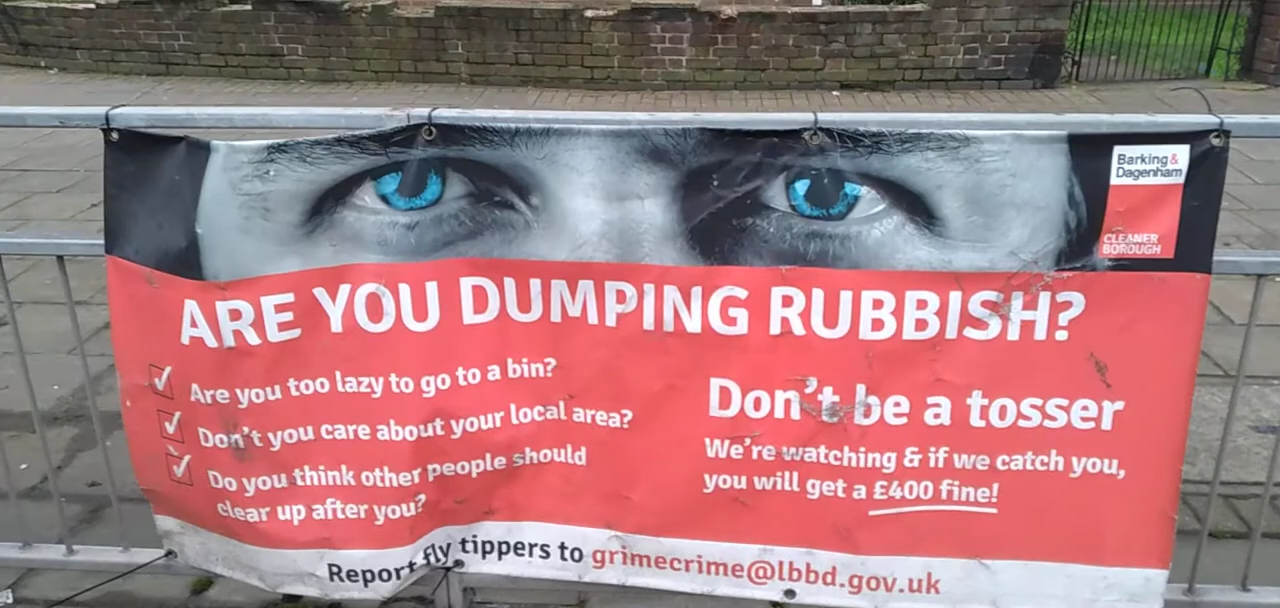 Barking&
Dagenham
CLEANER
BOROUGH
ARE YOU DUMPING RUBBISH?
Are you too lazy to go to a bin?
Don't you care about your local area?
Do you think other people should
clear up after you?
Don't be a tosser
We're watching & if we catch you,
you will get a £400 fine!
Report fly tippers to grimecrime@lbbd.gov.uk